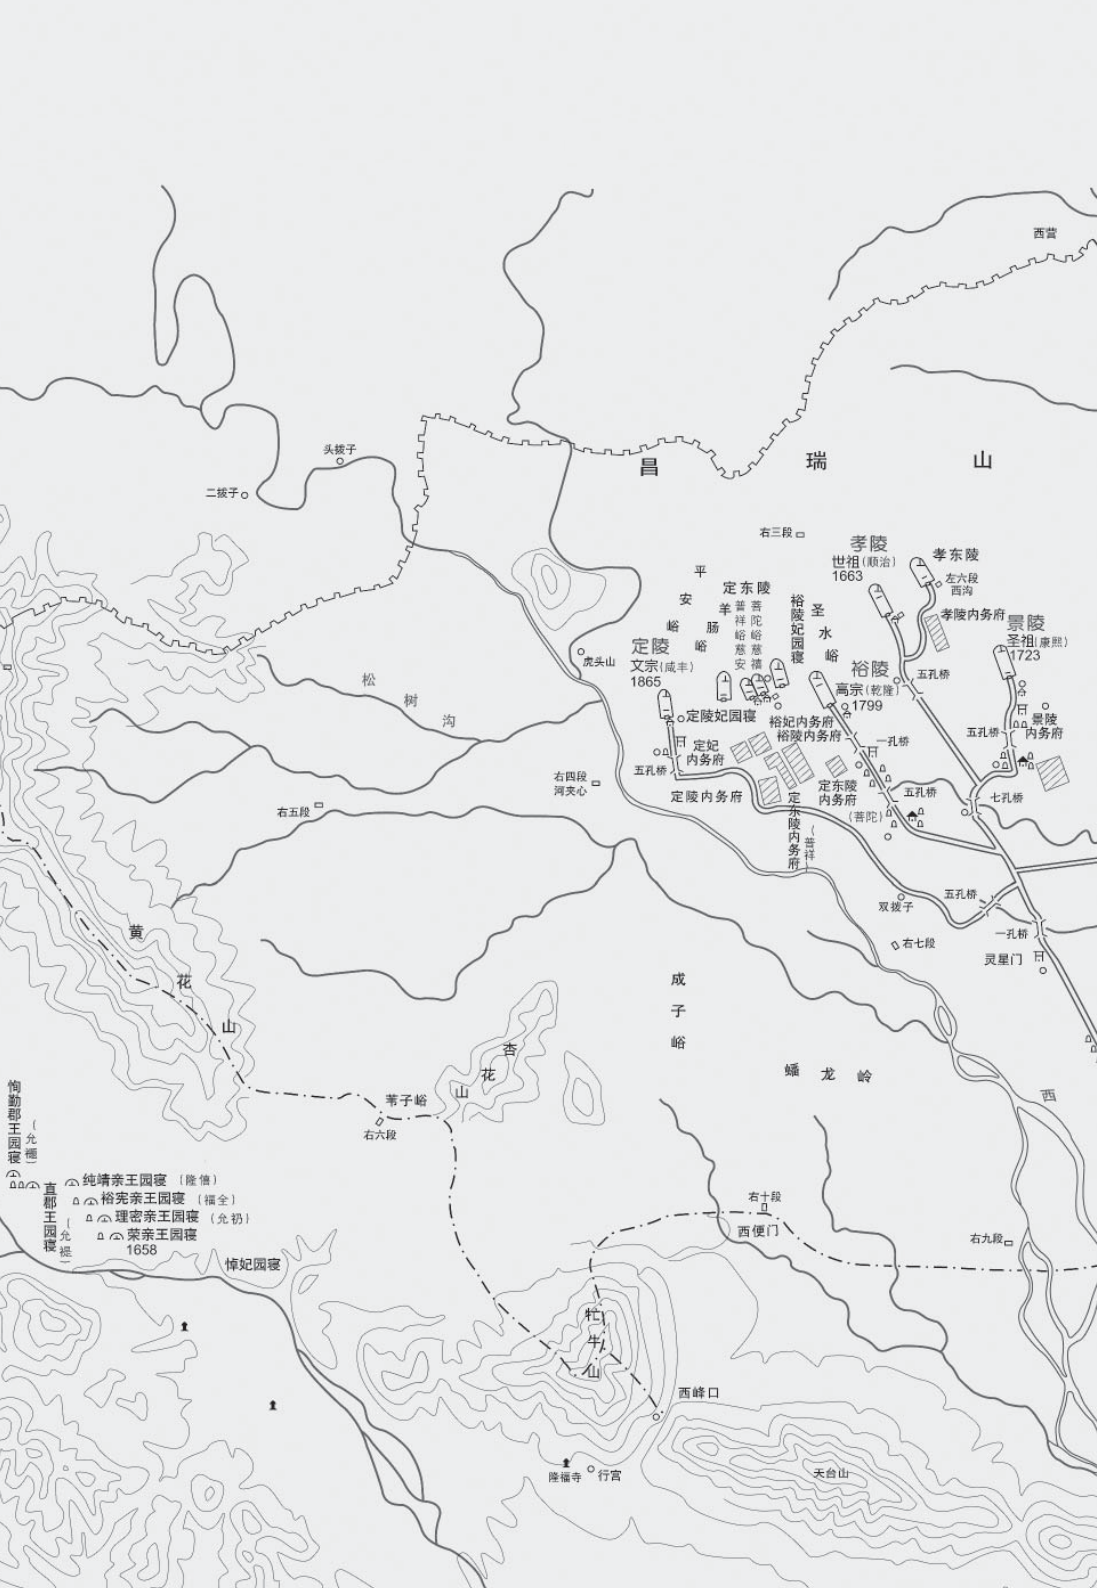 西营
昌瑞山
头拨子
二拨子
右三段
孝陵
世祖(顺治)
1663
孝东陵
左六段
西沟
孝陵内务府
景陵
圣祖(康熙)
1723
平安峪
定东陵
普祥峪慈安
菩陀峪慈禧
羊肠峪
裕陵妃园寝
圣水峪
定陵
文宗(咸丰)
1865
虎头山
裕陵
高宗(乾隆)
1799
五孔桥
松树沟
定陵妃园寝
裕妃内务府
裕陵内务府
一孔桥
五孔桥
景陵
内务府
定妃
内务府
五孔桥
右四段
河夹心
定陵内务府
定东陵
内务府
(菩陀)
五孔桥
七孔桥
定东陵内务府
(普祥)
右五段
双拨子
五孔桥
一孔桥
右七段
灵星门
黄花山
成子峪
杏花山
蟠龙岭
西
苇子峪
右六段
恂勤郡王园寝
(允禵)
纯靖亲王园寝(隆禧)
裕宪亲王园寝(福全)
理密亲王园寝(允礽)
荣亲王园寝
1658
直郡王园寝
(允禔)
悼妃园寝
右十段
西便门
右九段
牤牛山
西峰口
隆福寺
行宫
天台山